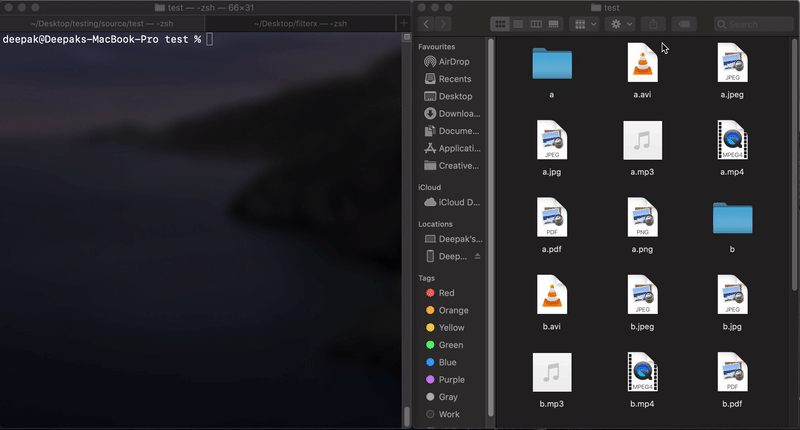 test — -zsh — 66×31
~/Desktop/testing/source/test — -zsh
~/Desktop/filterx — -zsh
deepak@Deepaks-MacBook-Pro test %
test
Search
Favourites
AirDrop
Recents
Desktop
Downloa...
Docume...
Applicati...
Creative...
iCloud
iCloud D...
Locations
Deepak's...
Deep...
Tags
Red
Orange
Yellow
Green
Blue
Purple
Gray
Work
a
a.avi
JPEG
a.jpeg
JPEG
a.jpg
a.mp3
MPEG4
a.mp4
PDF
a.pdf
PNG
a.png
b
b.avi
JPEG
b.jpeg
JPEG
b.jpg
b.mp3
MPEG4
b.mp4
PDF
b.pdf